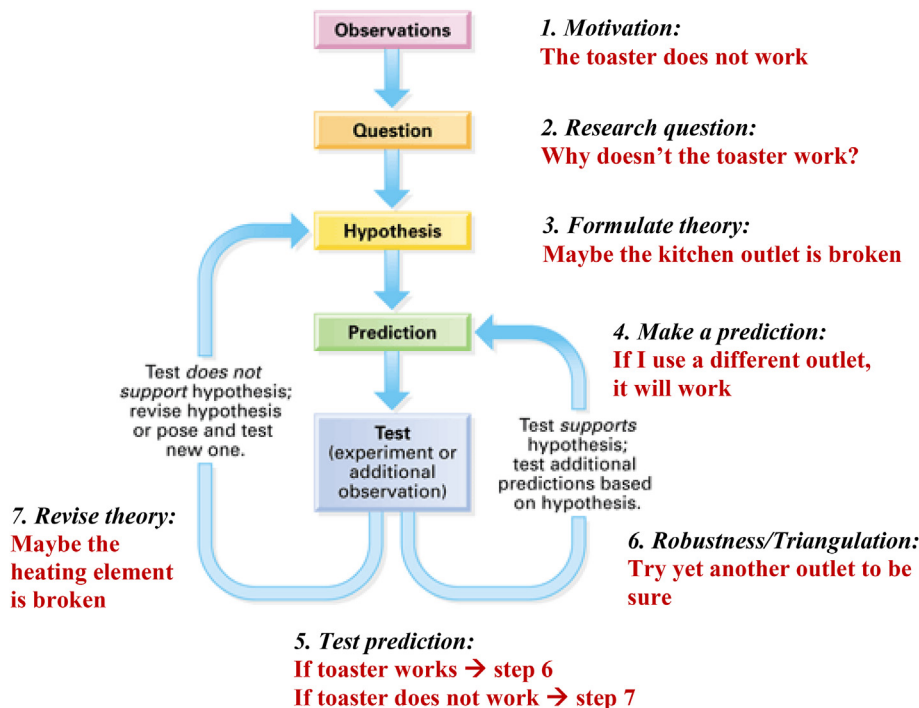 Observations
1. Motivation:
The toaster does not work
Question
2. Research question:
Why doesn't the toaster work?
Hypothesis
3. Formulate theory:
Maybe the kitchen outlet is broken
Prediction
4. Make a prediction:
If I use a different outlet,
it will work
Test does not
support hypothesis;
revise hypothesis
or pose and test
new one.
Test
(experiment or
additional
observation)
Test supports
hypothesis;
test additional
predictions based
on hypothesis.
7. Revise theory:
Maybe the
heating element
is broken
6. Robustness/Triangulation:
Try yet another outlet to be
sure
5. Test prediction:
If toaster works → step 6
If toaster does not work → step 7